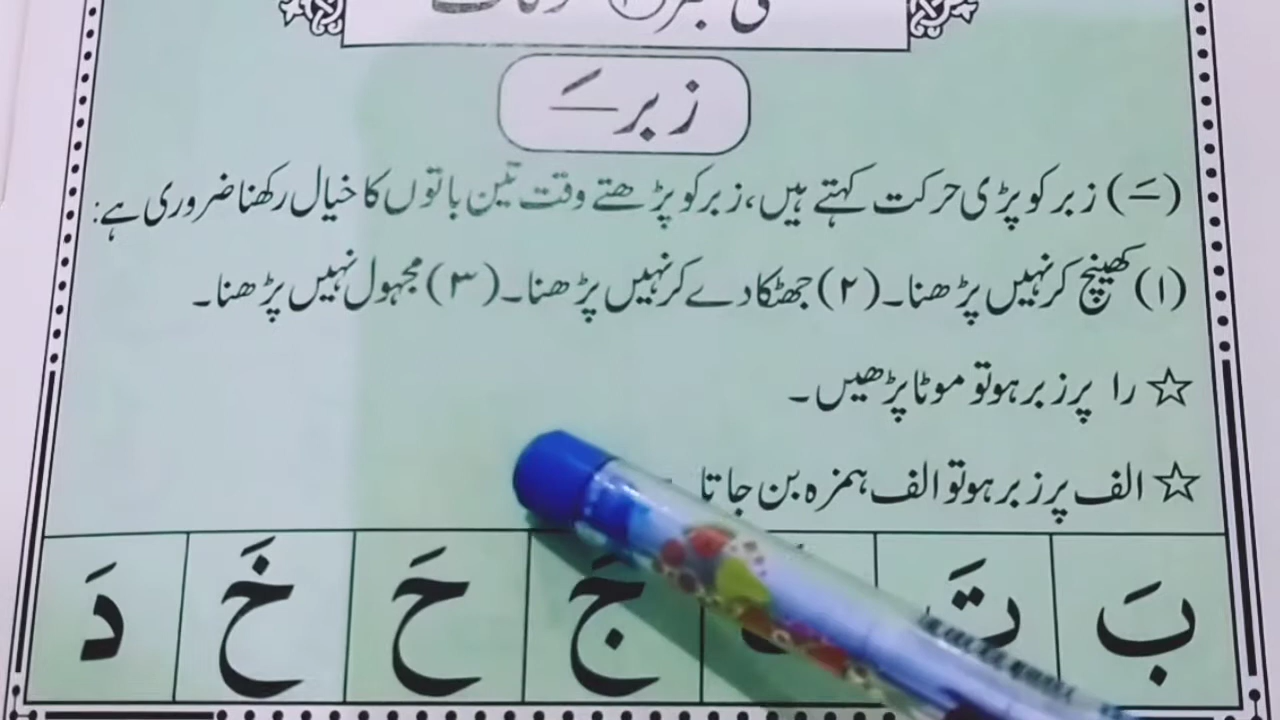 زبر ـَ
(ـَ) زبر کو پڑی حرکت کہتے ہیں، زبر کو پڑھتے وقت تین باتوں کا خیال رکھنا ضروری ہے:
(۱) کھینچ کر نہیں پڑھنا۔ (۲) جھٹکا دے کر نہیں پڑھنا۔ (۳) مجہول نہیں پڑھنا۔
☆ را پر زبر ہو تو موٹا پڑھیں۔
☆ الف پر زبر ہو تو الف ہمزہ بن جاتا
بَ تَ جَ حَ خَ دَ